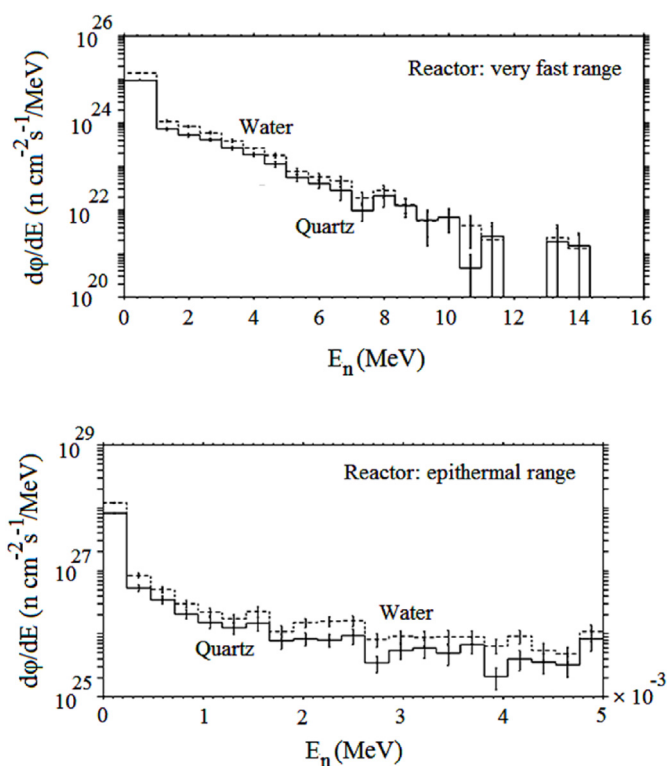 10^26
Reactor: very fast range
10^24
Water
10^22
Quartz
10^20
dφ/dE (n cm^-2 s^-1/MeV)
0 2 4 6 8 10 12 14 16
E_n (MeV)
10^29
Reactor: epithermal range
10^27
Water
Quartz
10^25
× 10^-3
dφ/dE (n cm^-2 s^-1/MeV)
0 1 2 3 4 5
E_n (MeV)